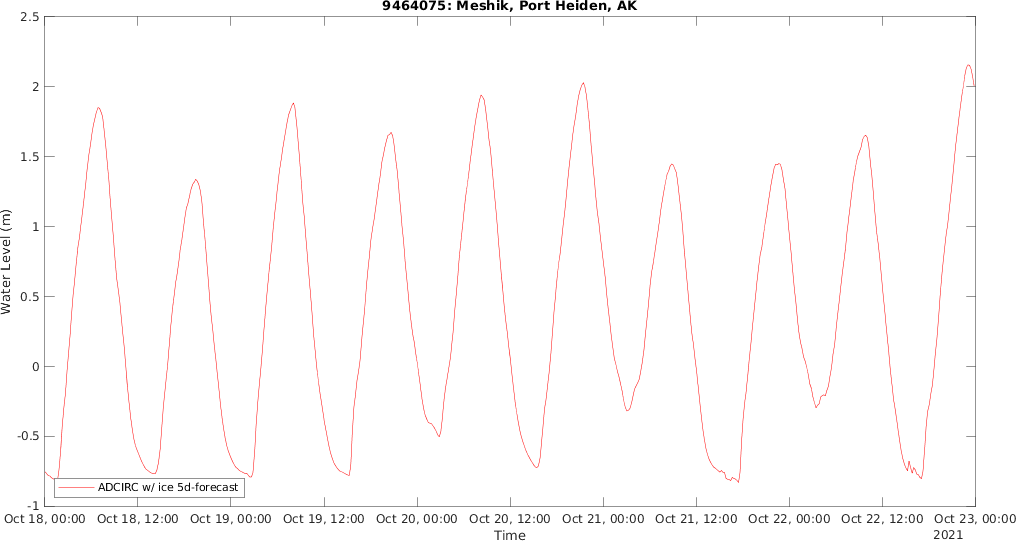 9464075: Meshik, Port Heiden, AK
2.5
2
1.5
1
0.5
0
-0.5
-1
Water Level (m)
ADCIRC w/ ice 5d-forecast
Oct 18, 00:00 Oct 18, 12:00 Oct 19, 00:00 Oct 19, 12:00 Oct 20, 00:00 Oct 20, 12:00 Oct 21, 00:00 Oct 21, 12:00 Oct 22, 00:00 Oct 22, 12:00 Oct 23, 00:00
Time
2021